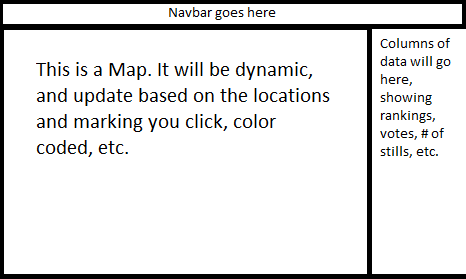 Navbar goes here
This is a Map. It will be dynamic,
and update based on the locations
and marking you click, color
coded, etc.
Columns of
data will go
here,
showing
rankings,
votes, # of
stills, etc.